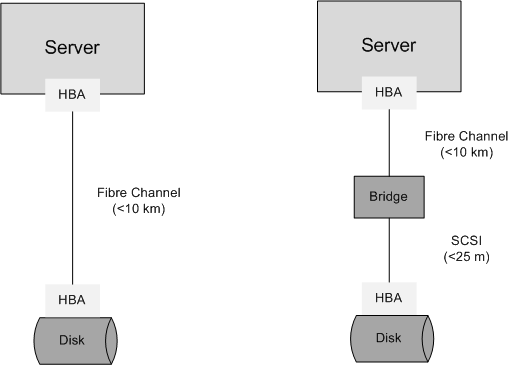 Server
HBA
Fibre Channel
(<10 km)
HBA
Disk
Server
HBA
Fibre Channel
(<10 km)
Bridge
SCSI
(<25 m)
HBA
Disk